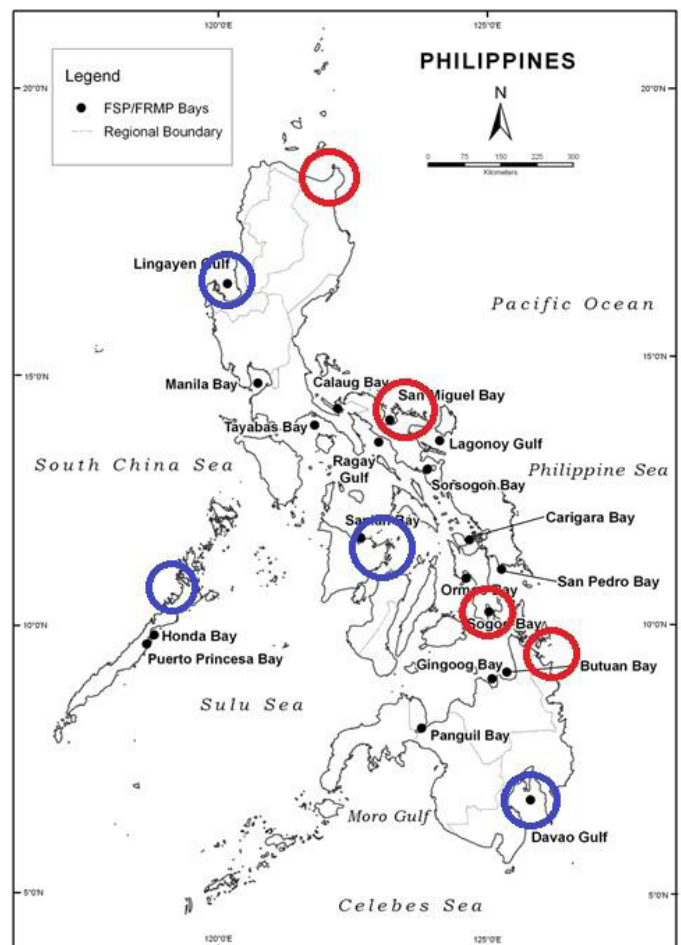 120°0'E
125°0'E
PHILIPPINES
Legend
FSP/FRMP Bays
Regional Boundary
N
0 75 150 225 300
Kilometers
20°0'N
20°0'N
Lingayen Gulf
Pacific Ocean
15°0'N
15°0'N
Manila Bay
Calaug Bay
San Miguel Bay
Tayabas Bay
Lagonoy Gulf
South China Sea
Ragay
Gulf
Philippine Sea
Sorsogon Bay
Bay
Carigara Bay
San Pedro Bay
Bay
Sogod Bay
10°0'N
10°0'N
Honda Bay
Puerto Princesa Bay
Gingoog Bay
Butuan Bay
Sulu Sea
Panguil Bay
Moro Gulf
Davao Gulf
5°0'N
5°0'N
Celebes Sea
120°0'E
125°0'E